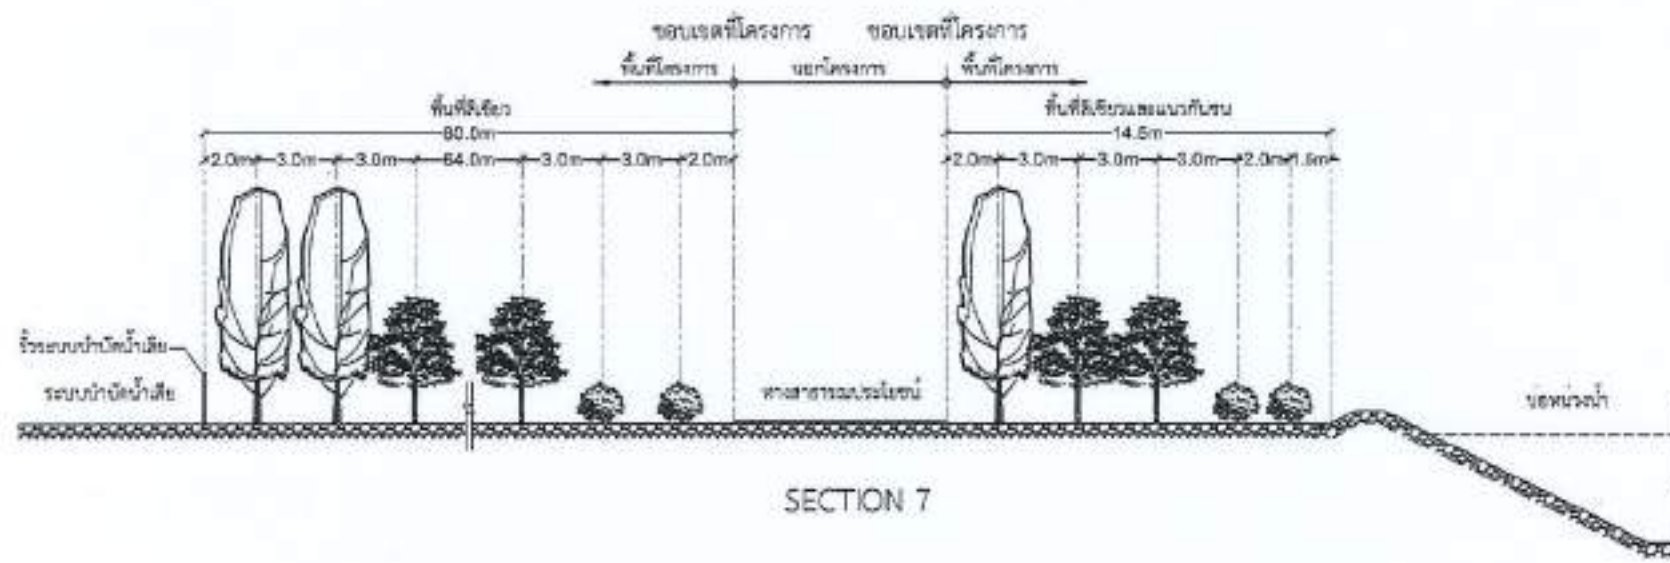 ขอบเขตที่โครงการ ขอบเขตที่โครงการ
พื้นที่โครงการ นอกโครงการ พื้นที่โครงการ
พื้นที่สีเขียว พื้นที่สีเขียวและแนวกันชน
80.0m 14.5m
2.0m 3.0m 3.0m 64.0m 3.0m 3.0m 2.0m 2.0m 3.0m 3.0m 3.0m 2.0m 1.5m
รั้วระบบบำบัดน้ำเสีย
ระบบบำบัดน้ำเสีย ทางสาธารณประโยชน์ บ่อหน่วงน้ำ
SECTION 7